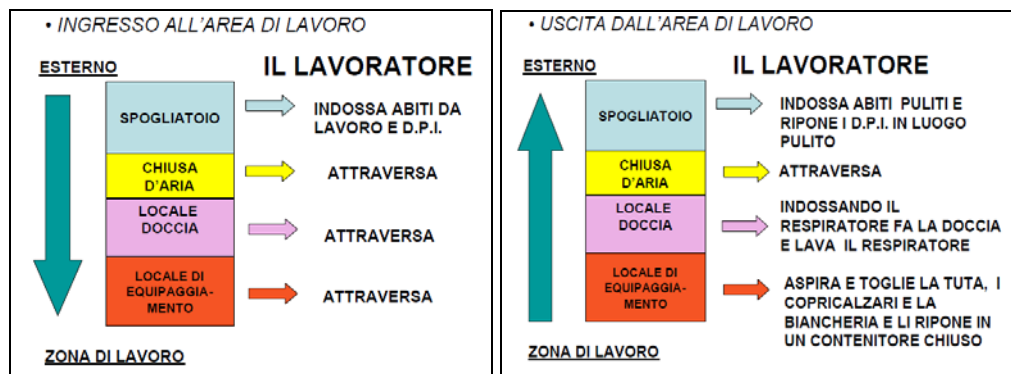 • INGRESSO ALL'AREA DI LAVORO
ESTERNO
IL LAVORATORE
SPOGLIATOIO
INDOSSA ABITI DA
LAVORO E D.P.I.
CHIUSA
D'ARIA
ATTRAVERSA
LOCALE
DOCCIA
ATTRAVERSA
LOCALE DI
EQUIPAGGIA-
MENTO
ATTRAVERSA
ZONA DI LAVORO
• USCITA DALL'AREA DI LAVORO
ESTERNO
IL LAVORATORE
SPOGLIATOIO
INDOSSA ABITI PULITI E
RIPONE I D.P.I. IN LUOGO
PULITO
CHIUSA
D'ARIA
ATTRAVERSA
LOCALE
DOCCIA
INDOSSANDO IL
RESPIRATORE FA LA DOCCIA
E LAVA IL RESPIRATORE
LOCALE DI
EQUIPAGGIA-
MENTO
ASPIRA E TOGLIE LA TUTA, I
COPRICALZARI E LA
BIANCHERIA E LI RIPONE IN
UN CONTENITORE CHIUSO
ZONA DI LAVORO